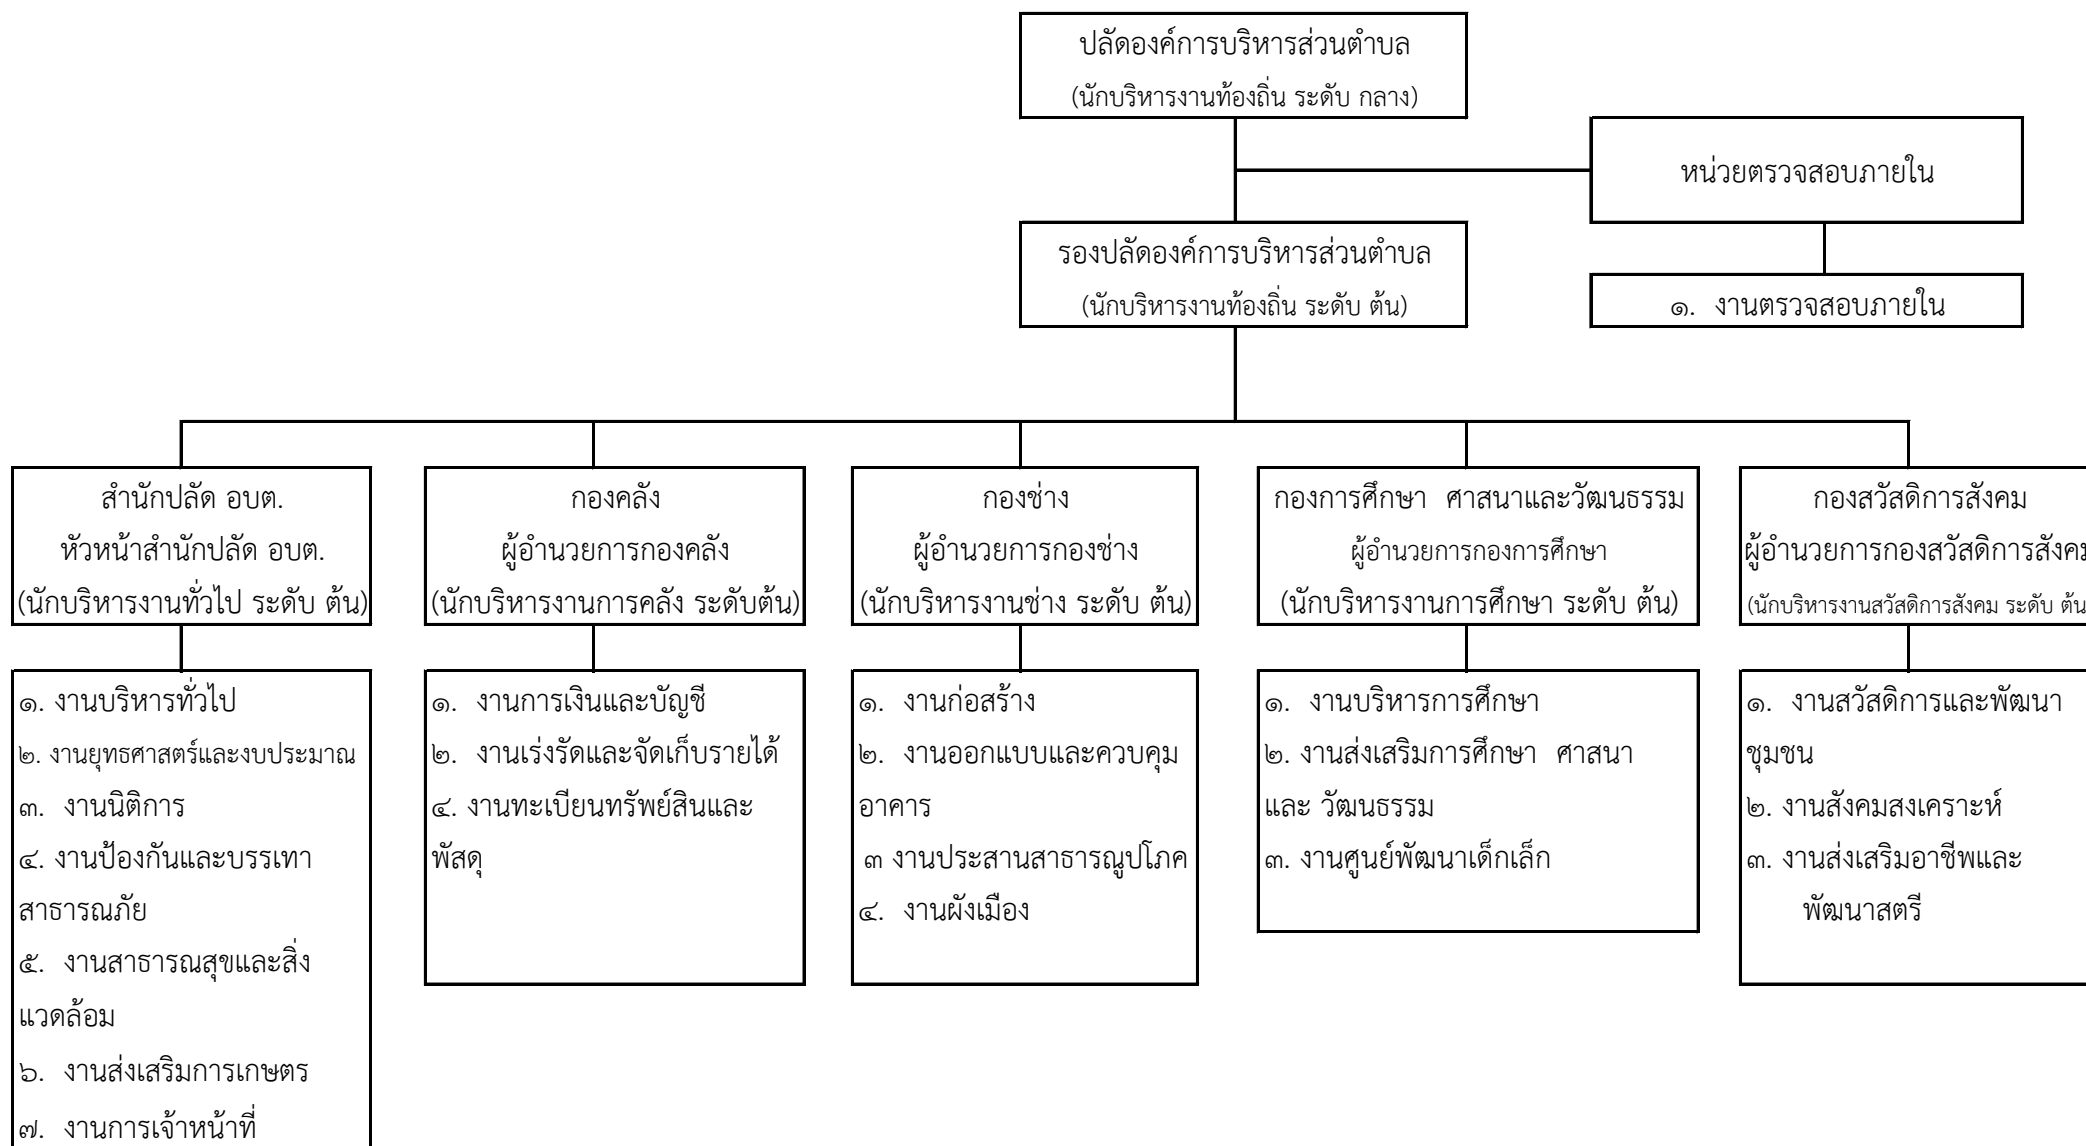 ปลัดองค์การบริหารส่วนตำบล
(นักบริหารงานท้องถิ่น ระดับ กลาง)
หน่วยตรวจสอบภายใน
รองปลัดองค์การบริหารส่วนตำบล
(นักบริหารงานท้องถิ่น ระดับ ต้น)
๑. งานตรวจสอบภายใน
สำนักปลัด อบต.
หัวหน้าสำนักปลัด อบต.
(นักบริหารงานทั่วไป ระดับ ต้น)
กองคลัง
ผู้อำนวยการกองคลัง
(นักบริหารงานการคลัง ระดับต้น)
กองช่าง
ผู้อำนวยการกองช่าง
(นักบริหารงานช่าง ระดับ ต้น)
กองการศึกษา ศาสนาและวัฒนธรรม
ผู้อำนวยการกองการศึกษา
(นักบริหารงานการศึกษา ระดับ ต้น)
กองสวัสดิการสังคม
ผู้อำนวยการกองสวัสดิการสังคม
(นักบริหารงานสวัสดิการสังคม ระดับ ต้น
๑. งานบริหารทั่วไป
๒. งานยุทธศาสตร์และงบประมาณ
๓. งานนิติการ
๔. งานป้องกันและบรรเทา
สาธารณภัย
๕. งานสาธารณสุขและสิ่ง
แวดล้อม
๖. งานส่งเสริมการเกษตร
๗. งานการเจ้าหน้าที่
๑. งานการเงินและบัญชี
๒. งานเร่งรัดและจัดเก็บรายได้
๔. งานทะเบียนทรัพย์สินและ
พัสดุ
๑. งานก่อสร้าง
๒. งานออกแบบและควบคุม
อาคาร
๓ งานประสานสาธารณูปโภค
๔. งานผังเมือง
๑. งานบริหารการศึกษา
๒. งานส่งเสริมการศึกษา ศาสนา
และ วัฒนธรรม
๓. งานศูนย์พัฒนาเด็กเล็ก
๑. งานสวัสดิการและพัฒนา
ชุมชน
๒. งานสังคมสงเคราะห์
๓. งานส่งเสริมอาชีพและ
พัฒนาสตรี